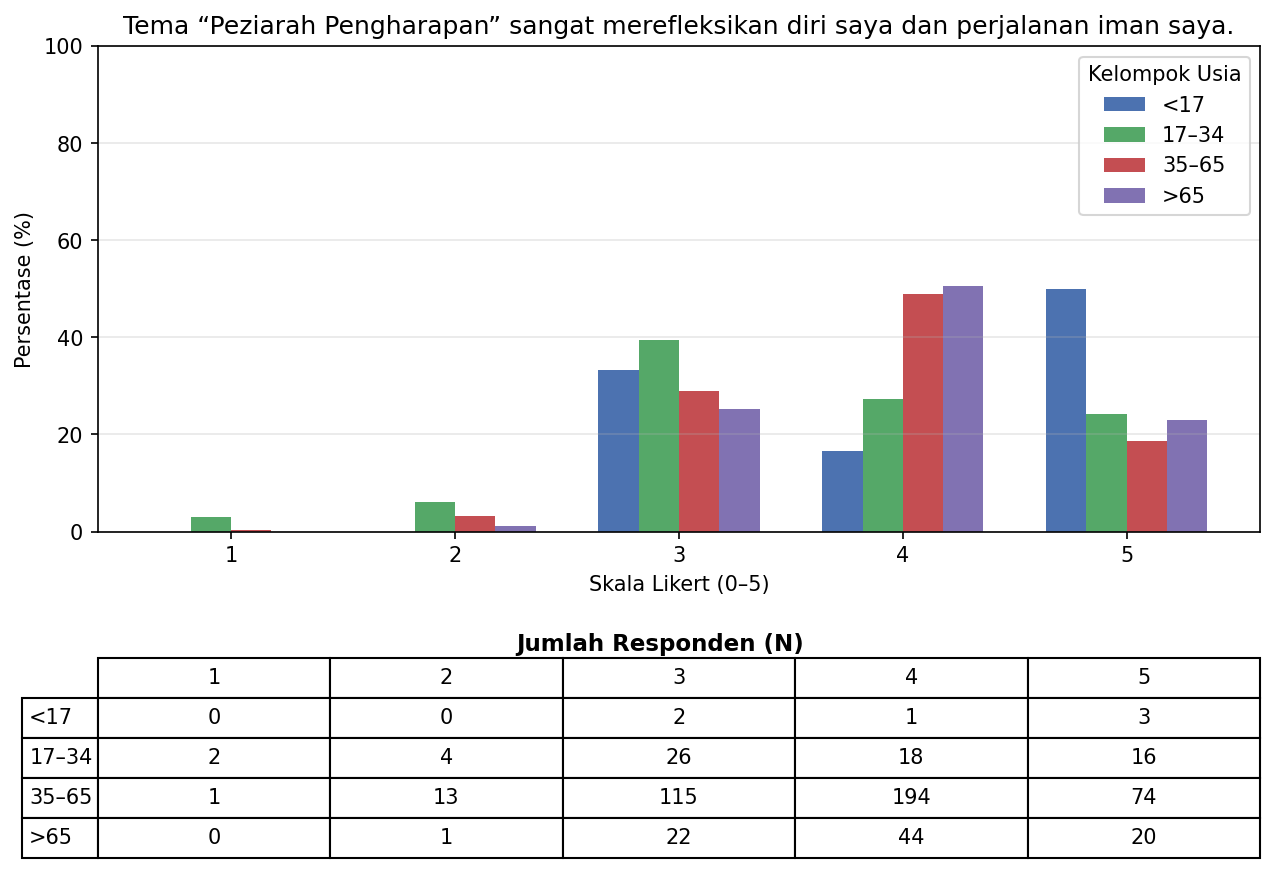 Tema “Peziarah Pengharapan” sangat merefleksikan diri saya dan perjalanan iman saya.
100
80
60
40
20
0
Persentase (%)
Kelompok Usia
<17
17–34
35–65
>65
1 2 3 4 5
Skala Likert (0–5)
Jumlah Responden (N)
1 2 3 4 5
<17 0 0 2 1 3
17–34 2 4 26 18 16
35–65 1 13 115 194 74
>65 0 1 22 44 20